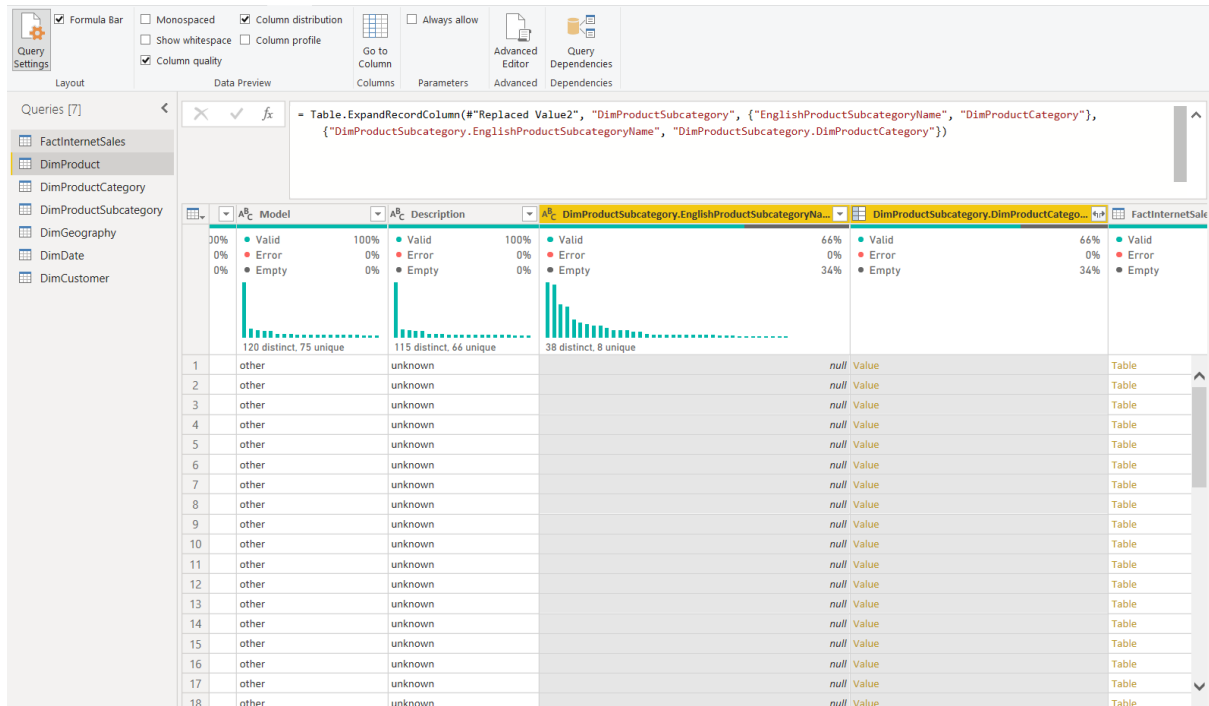 Formula Bar
Monospaced
Column distribution
Always allow
Show whitespace
Column profile
Column quality
Query Settings
Go to Column
Advanced Editor
Query Dependencies
Layout
Data Preview
Columns
Parameters
Advanced
Dependencies
Queries [7]
fx
= Table.ExpandRecordColumn(#"Replaced Value2", "DimProductSubcategory", {"EnglishProductSubcategoryName", "DimProductCategory"},
{"DimProductSubcategory.EnglishProductSubcategoryName", "DimProductSubcategory.DimProductCategory"})
FactInternetSales
DimProduct
DimProductCategory
DimProductSubcategory
DimGeography
DimDate
DimCustomer
ABC Model
ABC Description
ABC DimProductSubcategory.EnglishProductSubcategoryNa...
DimProductSubcategory.DimProductCatego...
FactInternetSale
00% Valid 100% Valid 100% Valid 66% Valid 66% Valid
0% Error 0% Error 0% Error 0% Error 0% Error
0% Empty 0% Empty 0% Empty 34% Empty 34% Empty
120 distinct, 75 unique
115 distinct, 66 unique
38 distinct, 8 unique
1 other unknown null Value Table
2 other unknown null Value Table
3 other unknown null Value Table
4 other unknown null Value Table
5 other unknown null Value Table
6 other unknown null Value Table
7 other unknown null Value Table
8 other unknown null Value Table
9 other unknown null Value Table
10 other unknown null Value Table
11 other unknown null Value Table
12 other unknown null Value Table
13 other unknown null Value Table
14 other unknown null Value Table
15 other unknown null Value Table
16 other unknown null Value Table
17 other unknown null Value Table
18 other unknown null Value Table